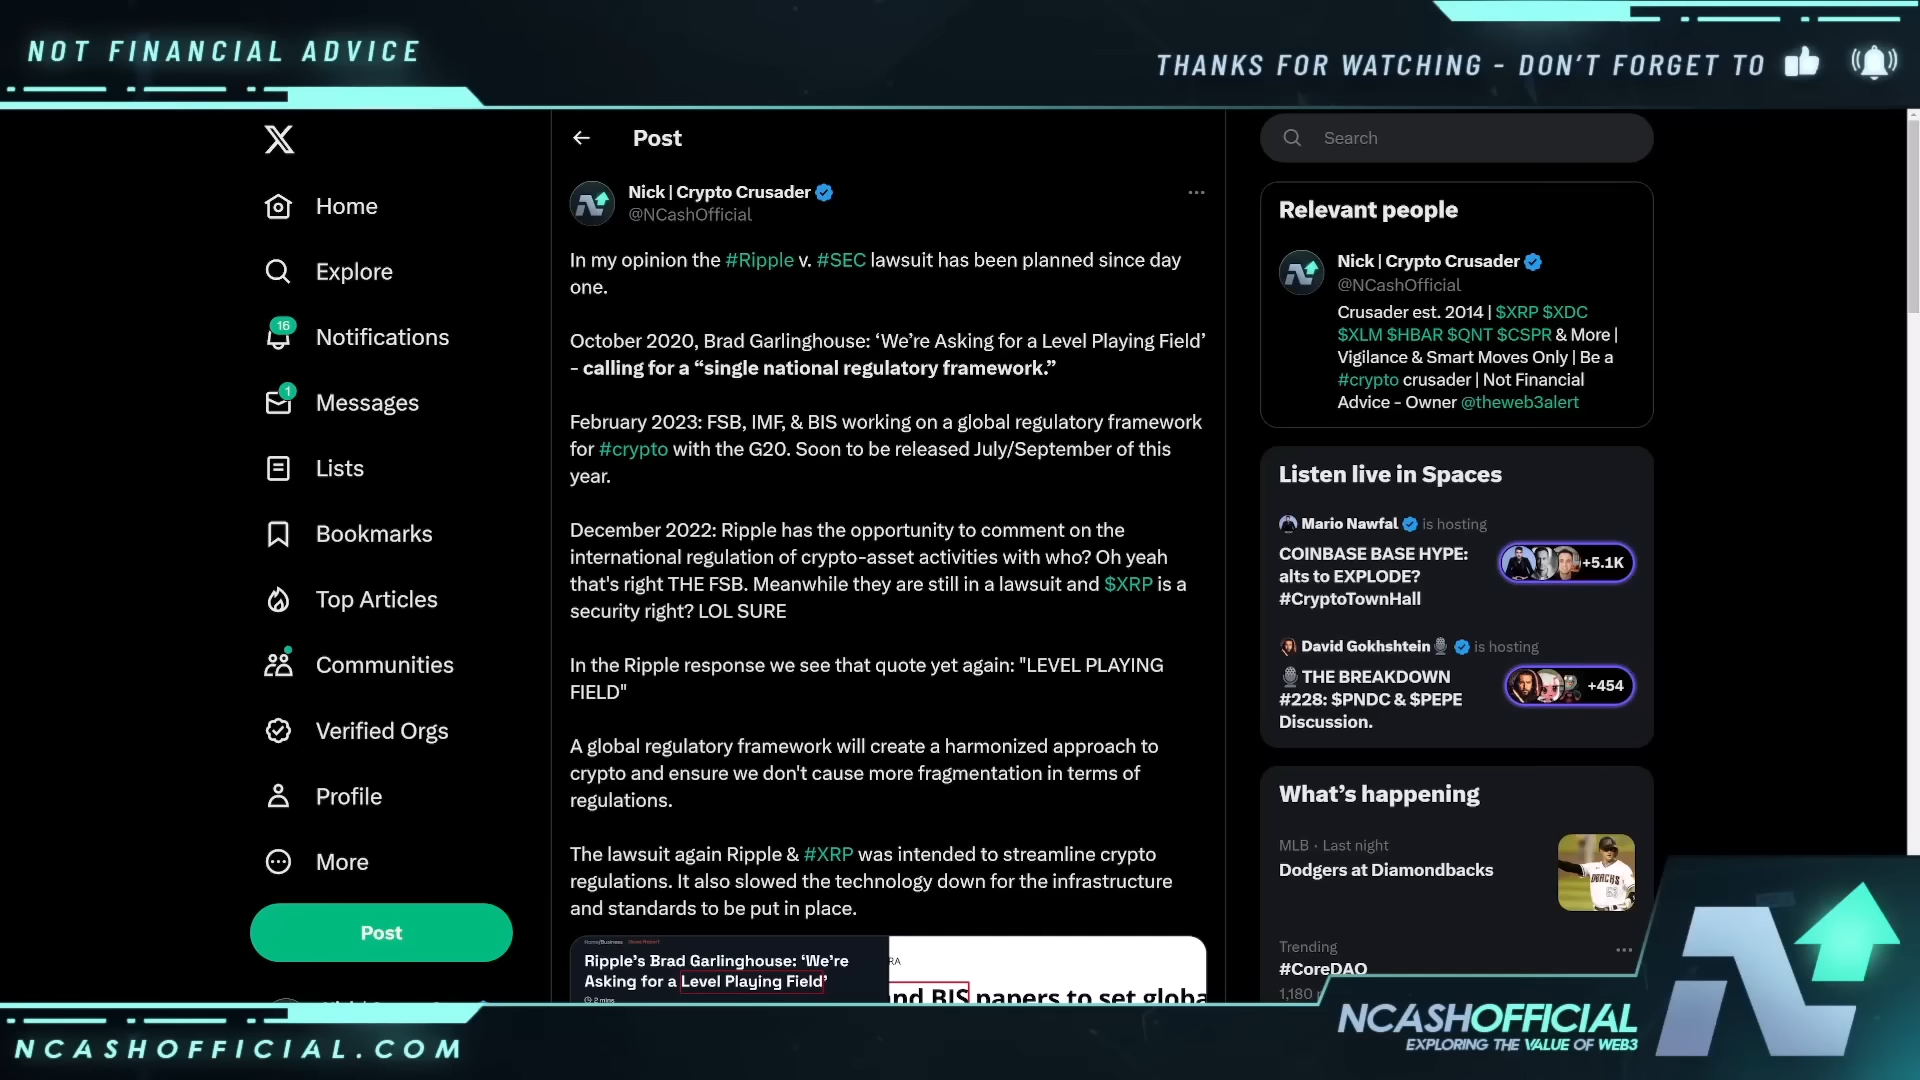 NOT FINANCIAL ADVICE
THANKS FOR WATCHING - DON'T FORGET TO
Home
Explore
16
Notifications
1
Messages
Lists
Bookmarks
Top Articles
Communities
Verified Orgs
Profile
More
Post
Post
Nick | Crypto Crusader
@NCashOfficial
In my opinion the #Ripple v. #SEC lawsuit has been planned since day
one.
October 2020, Brad Garlinghouse: ‘We’re Asking for a Level Playing Field’
- calling for a “single national regulatory framework.”
February 2023: FSB, IMF, & BIS working on a global regulatory framework
for #crypto with the G20. Soon to be released July/September of this
year.
December 2022: Ripple has the opportunity to comment on the
international regulation of crypto-asset activities with who? Oh yeah
that's right THE FSB. Meanwhile they are still in a lawsuit and $XRP is a
security right? LOL SURE
In the Ripple response we see that quote yet again: "LEVEL PLAYING
FIELD"
A global regulatory framework will create a harmonized approach to
crypto and ensure we don't cause more fragmentation in terms of
regulations.
The lawsuit again Ripple & #XRP was intended to streamline crypto
regulations. It also slowed the technology down for the infrastructure
and standards to be put in place.
Home/Business
Ripple’s Brad Garlinghouse: ‘We’re
Asking for a Level Playing Field’
2 mins
RA
nd BIS papers to set globa
Search
Relevant people
Nick | Crypto Crusader
@NCashOfficial
Crusader est. 2014 | $XRP $XDC
$XLM $HBAR $QNT $CSPR & More |
Vigilance & Smart Moves Only | Be a
#crypto crusader | Not Financial
Advice - Owner @theweb3alert
Listen live in Spaces
Mario Nawfal is hosting
COINBASE BASE HYPE:
alts to EXPLODE?
#CryptoTownHall
+5.1K
David Gokhshtein is hosting
THE BREAKDOWN
#228: $PNDC & $PEPE
Discussion.
+454
What’s happening
MLB · Last night
Dodgers at Diamondbacks
Trending
#CoreDAO
1,180
NCASHOFFICIAL.COM
NCASHOFFICIAL
EXPLORING THE VALUE OF WEB3